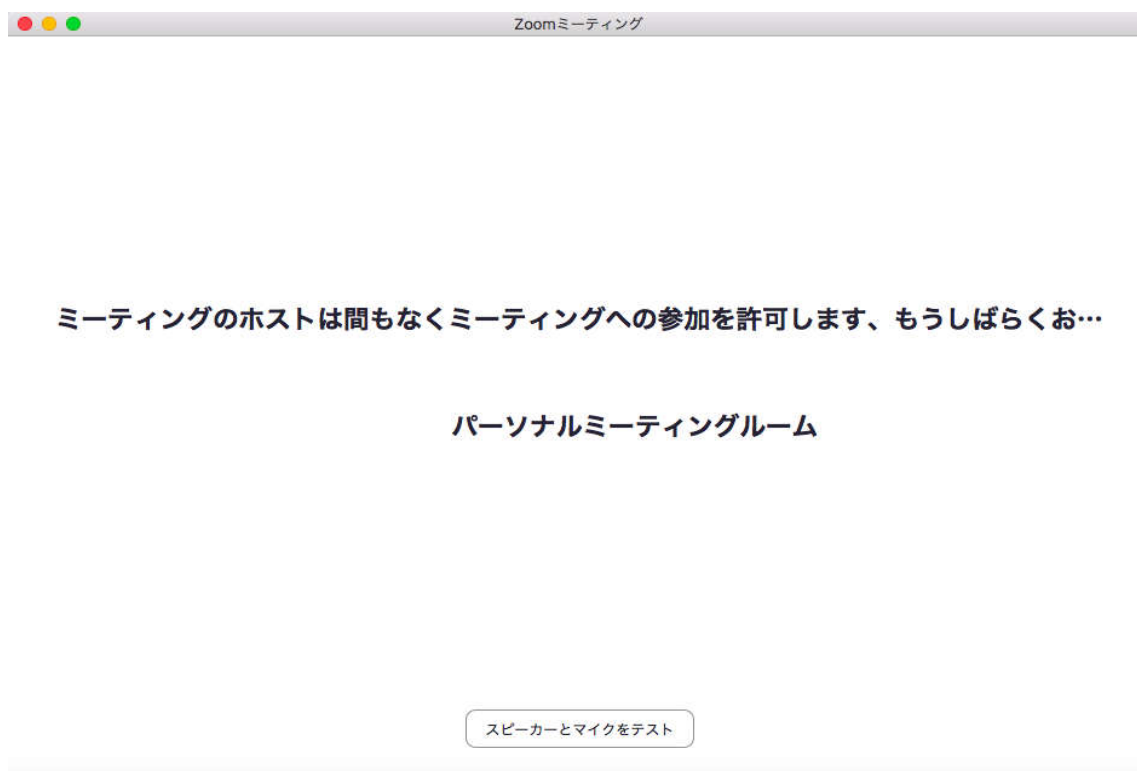 Zoomミーティング
ミーティングのホストは間もなくミーティングへの参加を許可します、もうしばらくお…
パーソナルミーティングルーム
スピーカーとマイクをテスト